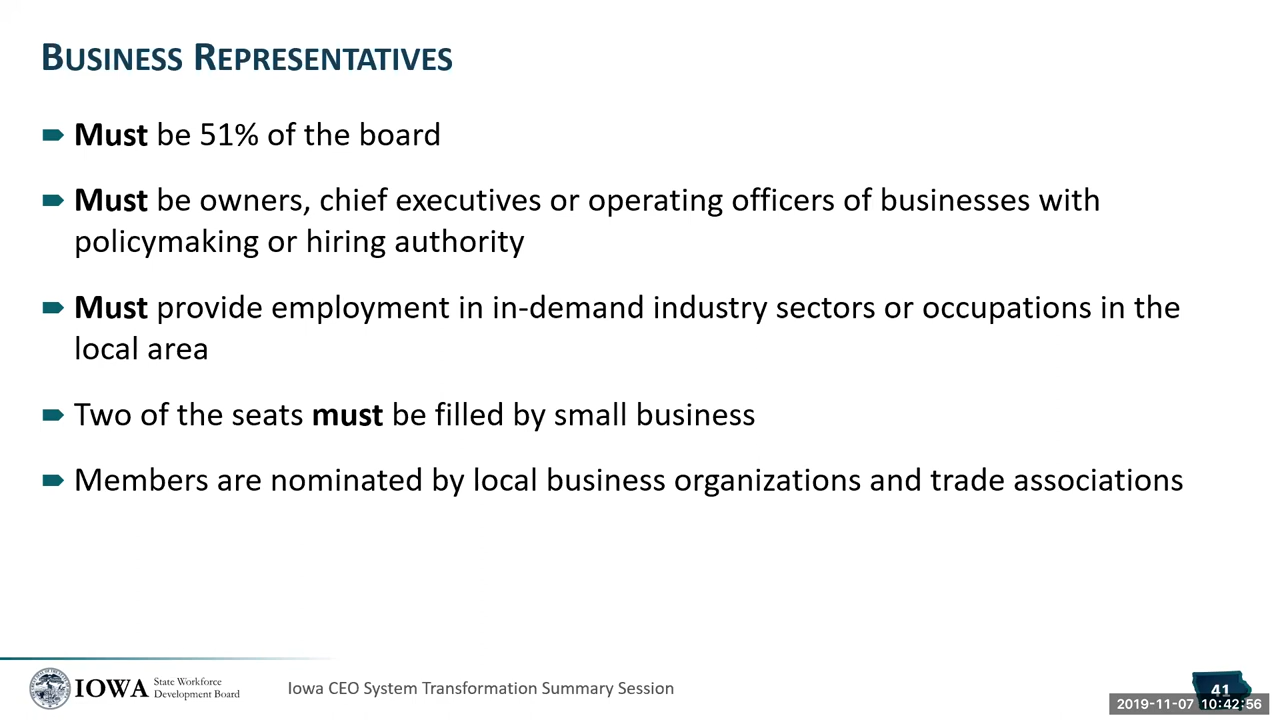 BUSINESS REPRESENTATIVES
Must be 51% of the board
Must be owners, chief executives or operating officers of businesses with
policymaking or hiring authority
Must provide employment in in-demand industry sectors or occupations in the
local area
Two of the seats must be filled by small business
Members are nominated by local business organizations and trade associations
IOWA State Workforce
Development Board
Iowa CEO System Transformation Summary Session
41
2019-11-07 10:42:56